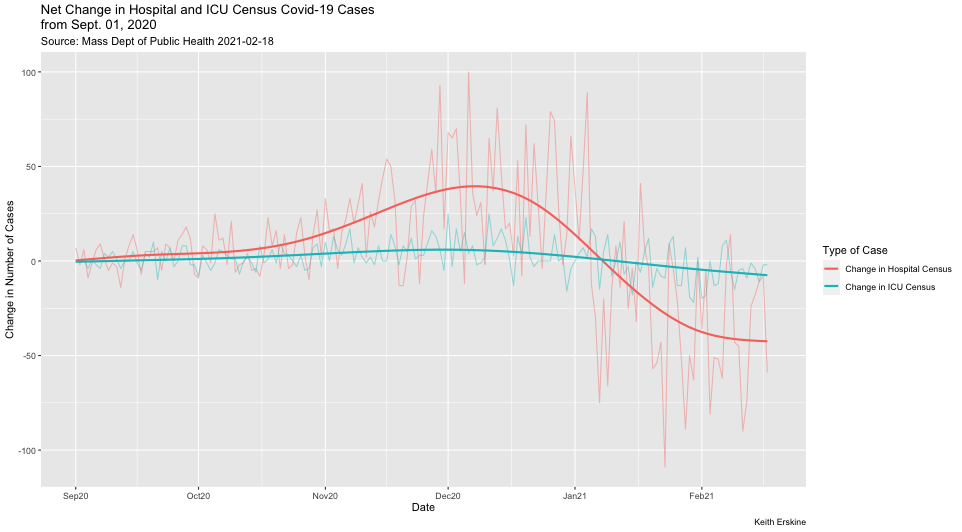 Net Change in Hospital and ICU Census Covid-19 Cases
from Sept. 01, 2020
Source: Mass Dept of Public Health 2021-02-18
Change in Number of Cases
100
50
0
-50
-100
Sep20
Oct20
Nov20
Dec20
Jan21
Feb21
Date
Type of Case
Change in Hospital Census
Change in ICU Census
Keith Erskine